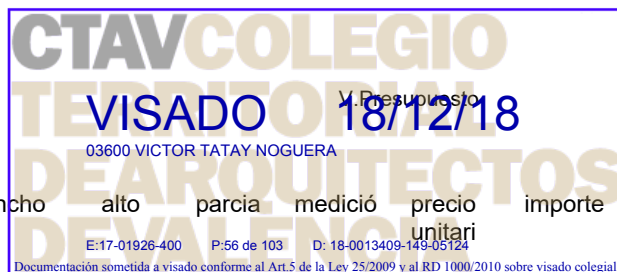 CTAVCOLEGIO
TERRITORIAL
V.Presupuesto
VISADO 18/12/18
03600 VICTOR TATAY NOGUERA
DEARQUITECTOS
ncho alto parcia medició precio importe
unitari
DEVALENCIA
E:17-01926-400 P:56 de 103 D: 18-0013409-149-05124
Documentación sometida a visado conforme al Art.5 de la Ley 25/2009 y al RD 1000/2010 sobre visado colegial